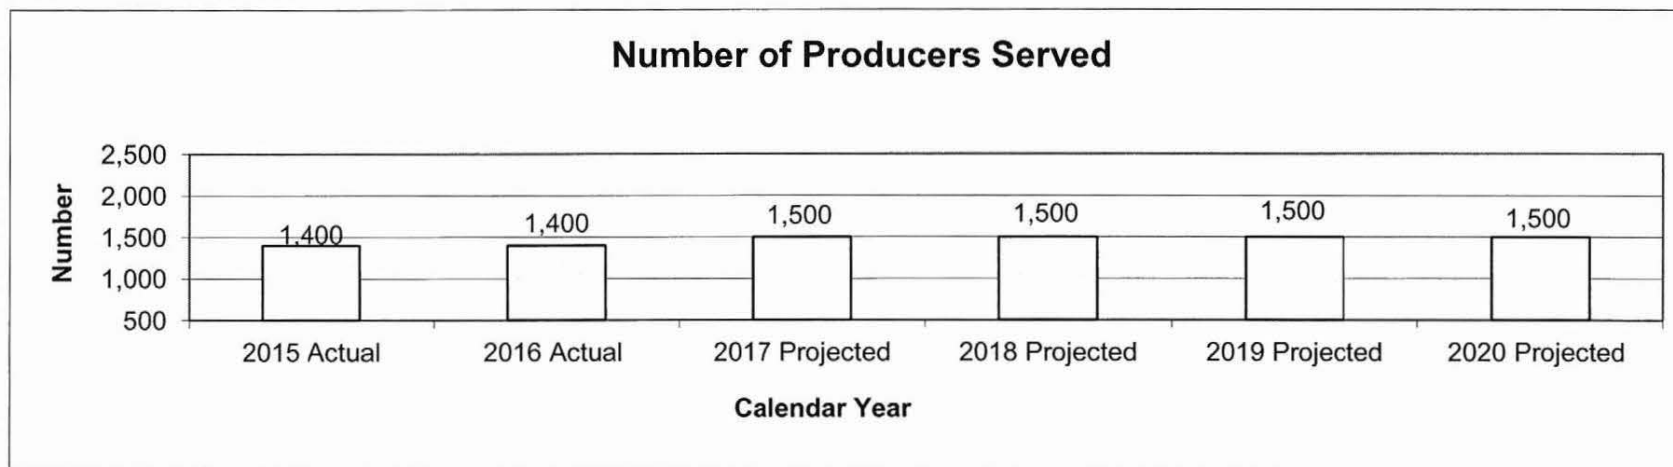 Number of Producers Served
2,500
2,000
1,500
1,000
500
Number
1,400
1,400
1,500
1,500
1,500
1,500
2015 Actual
2016 Actual
2017 Projected
2018 Projected
2019 Projected
2020 Projected
Calendar Year